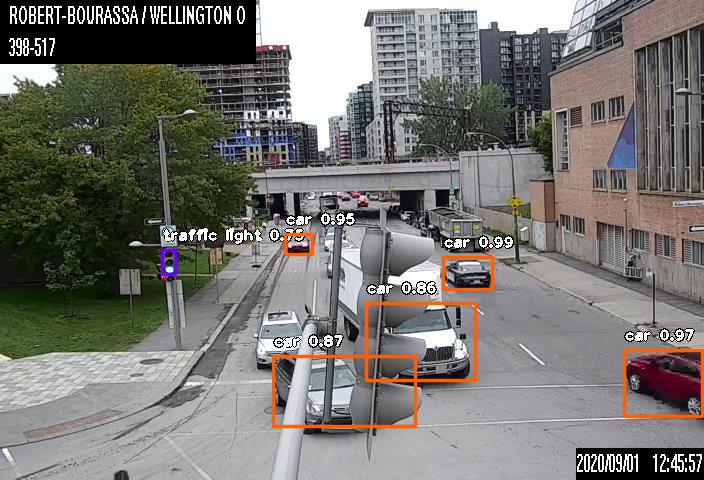 ROBERT-BOURASSA / WELLINGTON O
398-517
car 0.95
traffic light 0.78
car 0.99
car 0.86
car 0.97
car 0.87
2020/09/01 12:45:57